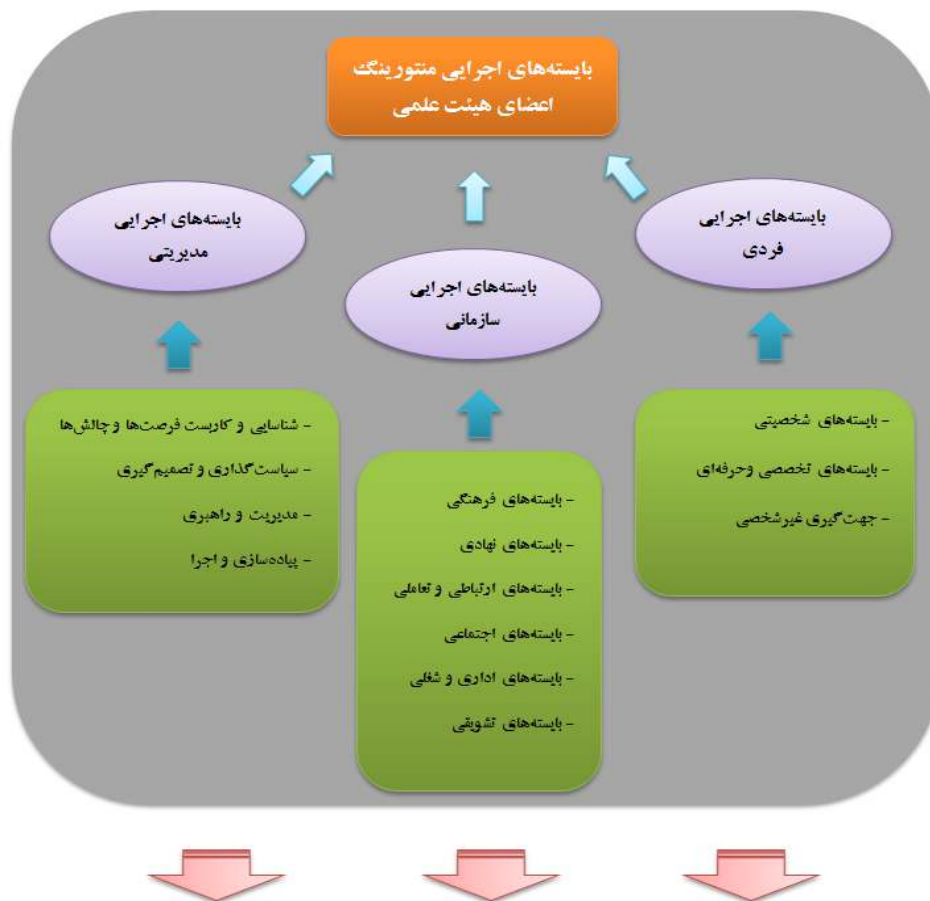 بایسته‌های اجرایی منتورینگ
اعضای هیئت علمی
بایسته‌های اجرایی
فردی
بایسته‌های اجرایی
سازمانی
بایسته‌های اجرایی
مدیریتی
- بایسته‌های شخصیتی
- بایسته‌های تخصصی وحرفه‌ای
- جهت‌گیری غیرشخصی
- بایسته‌های فرهنگی
- بایسته‌های نهادی
- بایسته‌های ارتباطی و تعاملی
- بایسته‌های اجتماعی
- بایسته‌های اداری و شغلی
- بایسته‌های تشویقی
- شناسایی و کاربست فرصت‌ها و چالش‌ها
- سیاست‌گذاری و تصمیم‌گیری
- مدیریت و راهبری
- پیاده‌سازی و اجرا